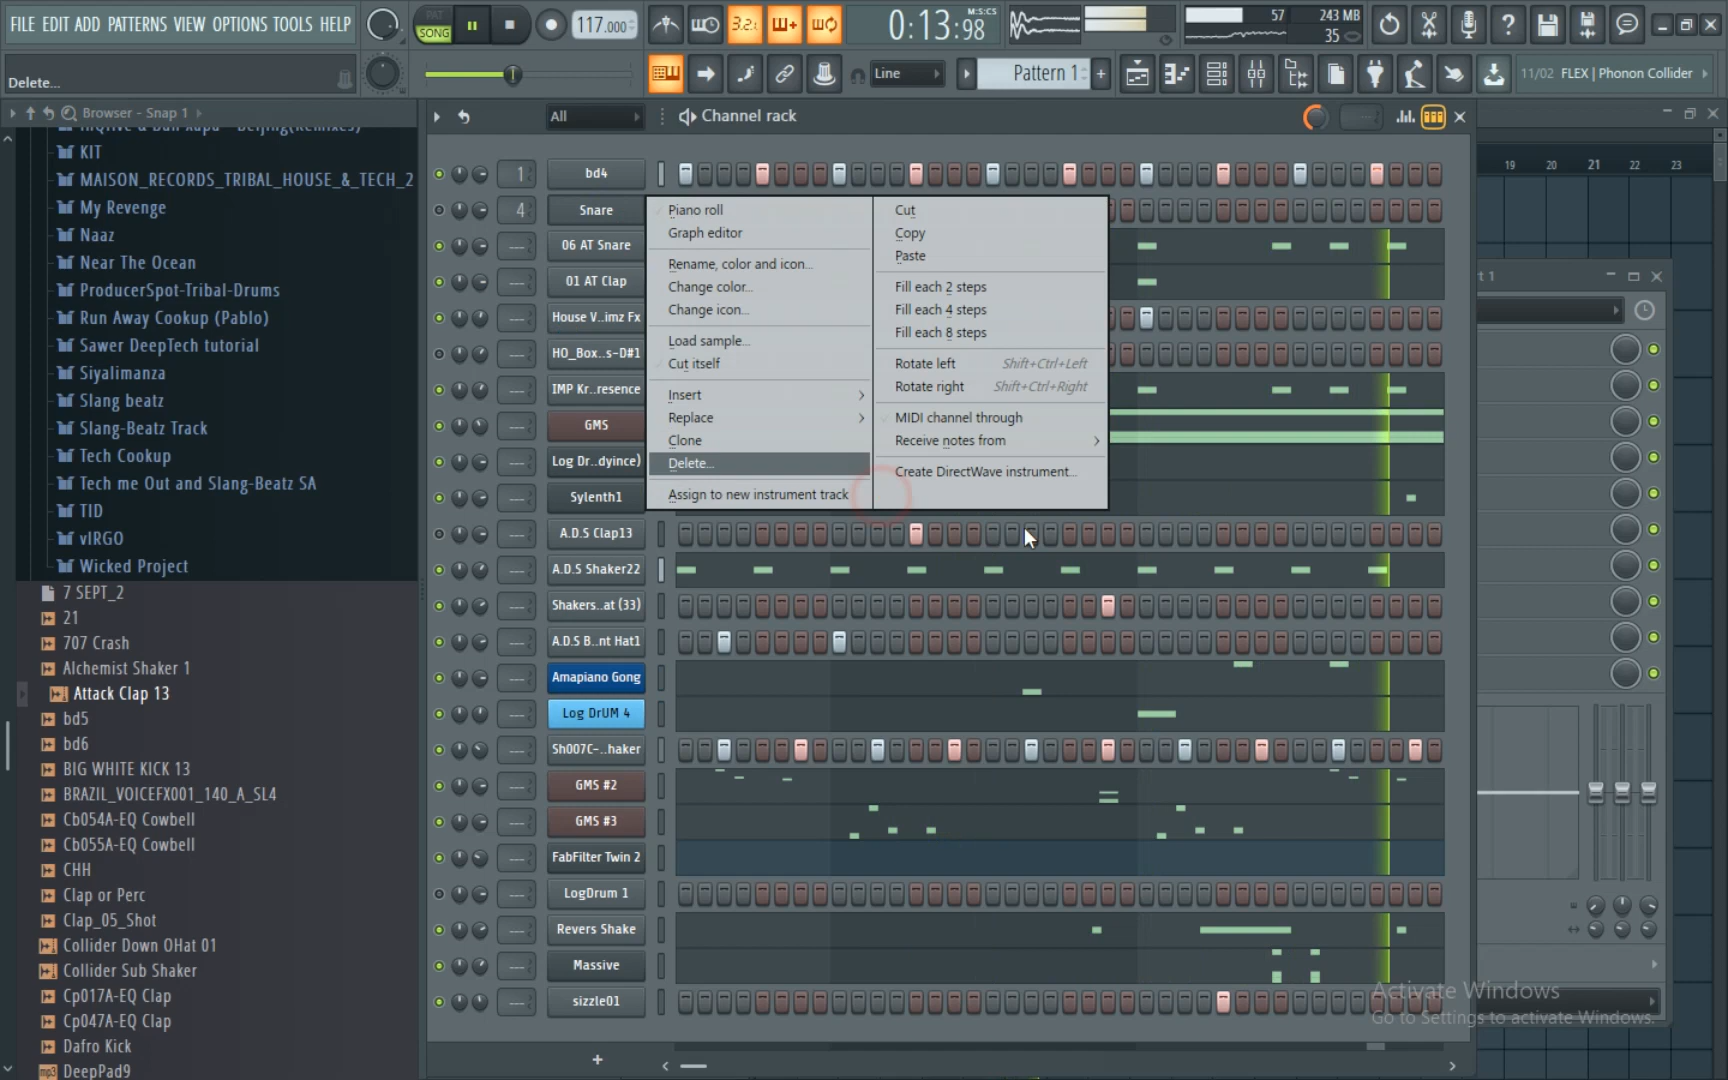 FILE EDIT ADD PATTERNS VIEW OPTIONS TOOLS HELP
PAT
SONG
117.000
3.2.
0:13:98
M:S:CS
57
243 MB
35
Delete...
Line
Pattern 1
+
11/02 FLEX | Phonon Collider
Browser - Snap 1
KIT
MAISON_RECORDS_TRIBAL_HOUSE_&_TECH_2
My Revenge
Naaz
Near The Ocean
ProducerSpot-Tribal-Drums
Run Away Cookup (Pablo)
Sawer DeepTech tutorial
Siyalimanza
Slang beatz
Slang-Beatz Track
Tech Cookup
Tech me Out and Slang-Beatz SA
TID
vIRGO
Wicked Project
7 SEPT_2
21
707 Crash
Alchemist Shaker 1
Attack Clap 13
bd5
bd6
BIG WHITE KICK 13
BRAZIL_VOICEFX001_140_A_SL4
Cb054A-EQ Cowbell
Cb055A-EQ Cowbell
CHH
Clap or Perc
Clap_05_Shot
Collider Down OHat 01
Collider Sub Shaker
Cp017A-EQ Clap
Cp047A-EQ Clap
Dafro Kick
DeepPad9
All
Channel rack
1 bd4
4 Snare
--- 06 AT Snare
--- 01 AT Clap
--- House V..imz Fx
--- HO_Box..s-D#1
--- IMP Kr..resence
--- GMS
--- Log Dr..dyince)
--- Sylenth1
--- A.D.S Clap13
--- A.D.S Shaker22
--- Shakers..at (33)
--- A.D.S B..nt Hat1
--- Amapiano Gong
--- Log DrUM 4
--- Sh007C-..haker
--- GMS #2
--- GMS #3
--- FabFilter Twin 2
--- LogDrum 1
--- Revers Shake
--- Massive
--- sizzle01
+
Piano roll
Graph editor
Rename, color and icon...
Change color...
Change icon...
Load sample...
Cut itself
Insert
Replace
Clone
Delete...
Assign to new instrument track
Cut
Copy
Paste
Fill each 2 steps
Fill each 4 steps
Fill each 8 steps
Rotate left Shift+Ctrl+Left
Rotate right Shift+Ctrl+Right
MIDI channel through
Receive notes from
Create DirectWave instrument...
19 20 21 22 23
t 1
Activate Windows
Go to Settings to activate Windows.